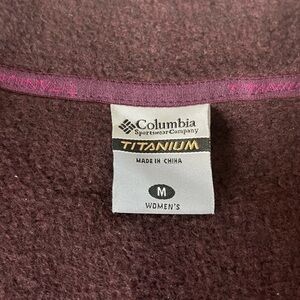 Columbia
Sportswear Company
TITANIUM
MADE IN CHINA
M
WOMEN'S